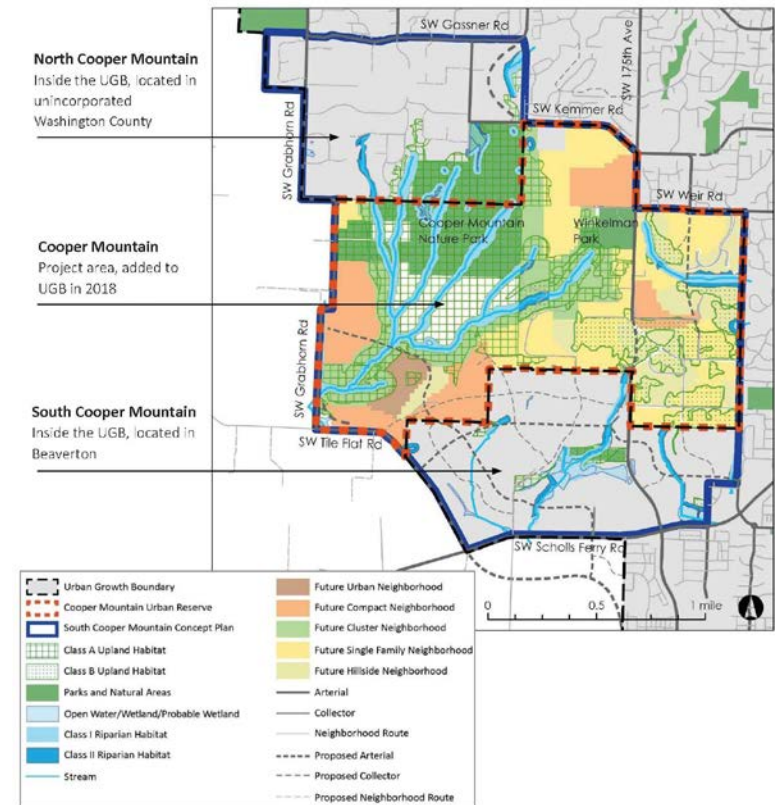 SW Gassner Rd
North Cooper Mountain
Inside the UGB, located in
unincorporated
Washington County
SW 175th Ave
SW Kemmer Rd
SW Grabhorn Rd
SW Weir Rd
Cooper Mountain
Nature Park
Winkelman
Park
Cooper Mountain
Project area, added to
UGB in 2018
SW Grabhorn Rd
South Cooper Mountain
Inside the UGB, located in
Beaverton
SW Tile Flat Rd
SW Scholls Ferry Rd
Urban Growth Boundary
Cooper Mountain Urban Reserve
South Cooper Mountain Concept Plan
Class A Upland Habitat
Class B Upland Habitat
Parks and Natural Areas
Open Water/Wetland/Probable Wetland
Class I Riparian Habitat
Class II Riparian Habitat
Stream
Future Urban Neighborhood
Future Compact Neighborhood
Future Cluster Neighborhood
Future Single Family Neighborhood
Future Hillside Neighborhood
Arterial
Collector
Neighborhood Route
Proposed Arterial
Proposed Collector
Proposed Neighborhood Route
0 0.5 1 mile